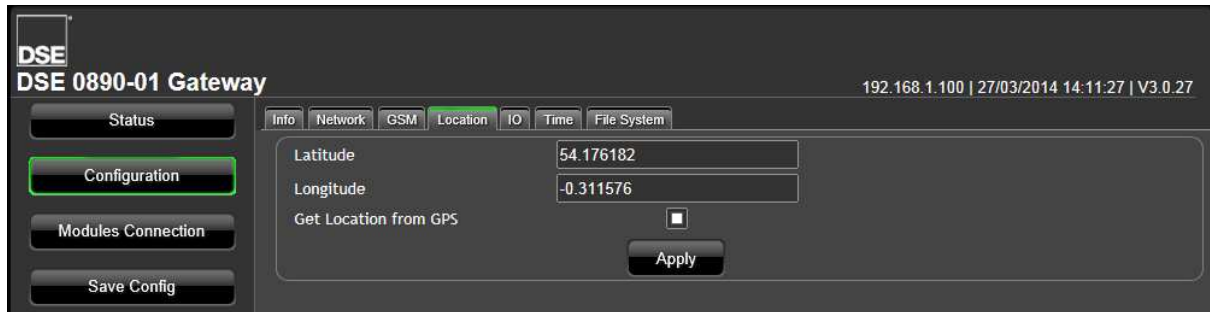 DSE
DSE 0890-01 Gateway
192.168.1.100 | 27/03/2014 14:11:27 | V3.0.27
Status
Info Network GSM Location IO Time File System
Latitude 54.176182
Configuration
Longitude -0.311576
Get Location from GPS
Modules Connection
Apply
Save Config